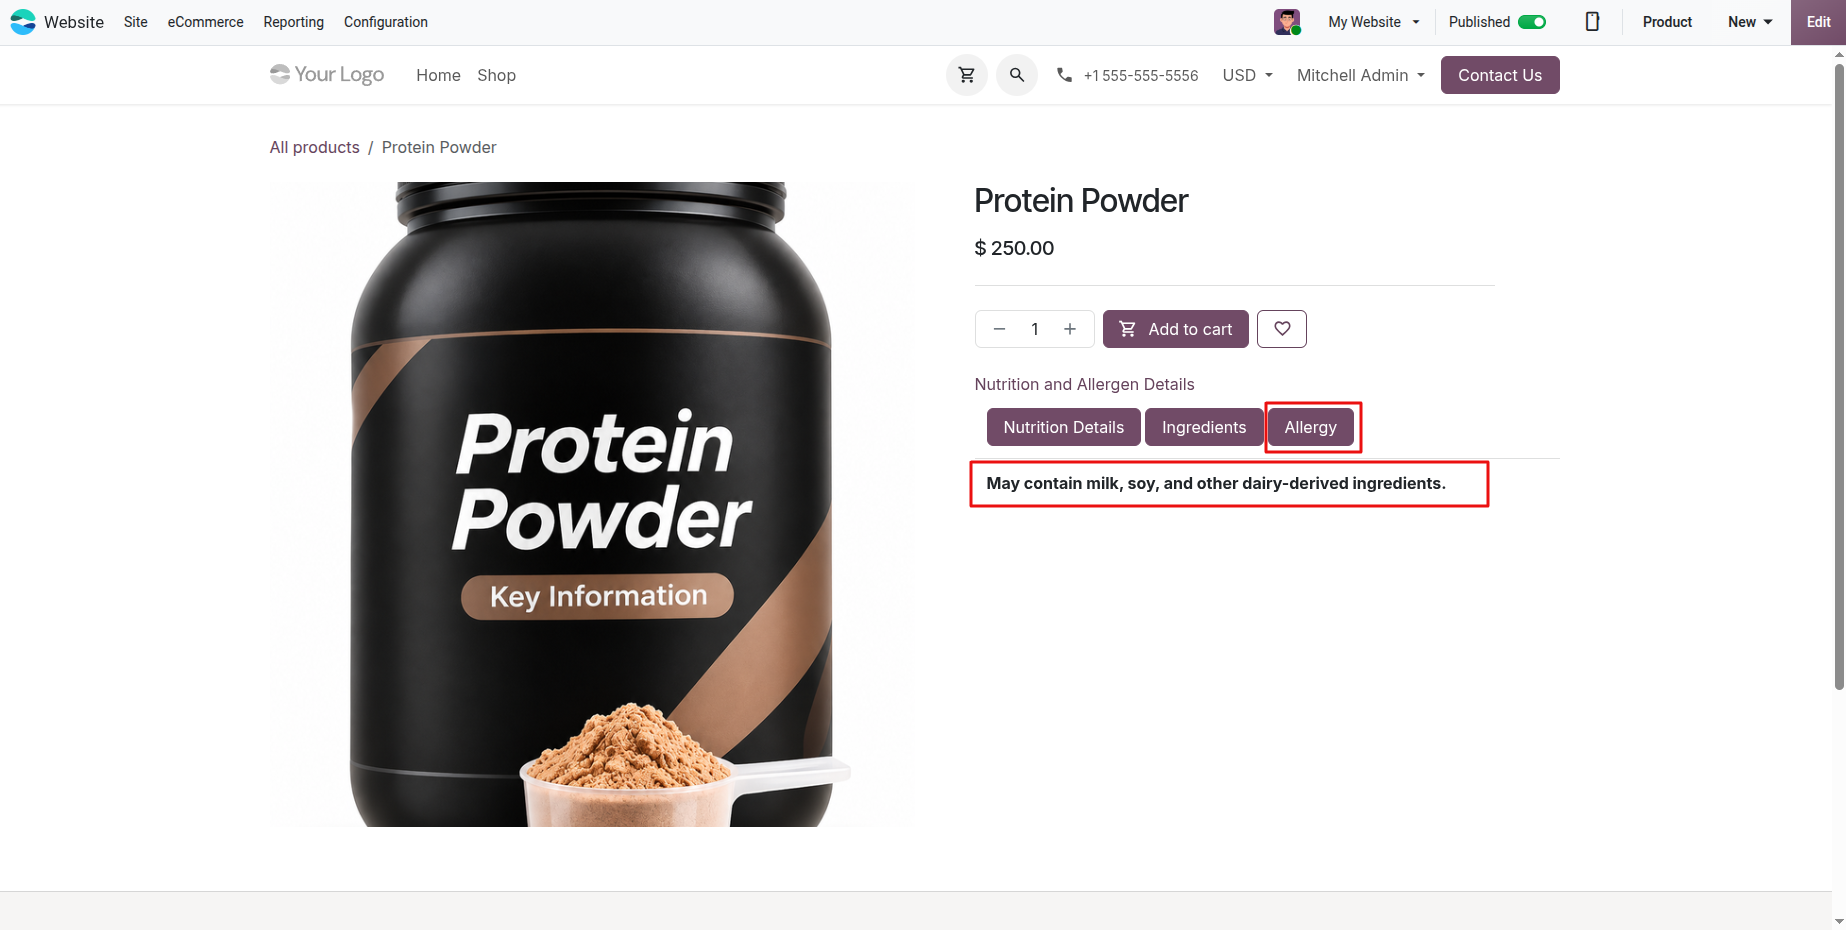 Website Site eCommerce Reporting Configuration My Website Published Product New Edit
Your Logo Home Shop +1 555-555-5556 USD Mitchell Admin Contact Us
All products / Protein Powder
Protein Powder
$ 250.00
1 Add to cart
Nutrition and Allergen Details
Nutrition Details Ingredients Allergy
May contain milk, soy, and other dairy-derived ingredients.
Protein
Powder
Key Information